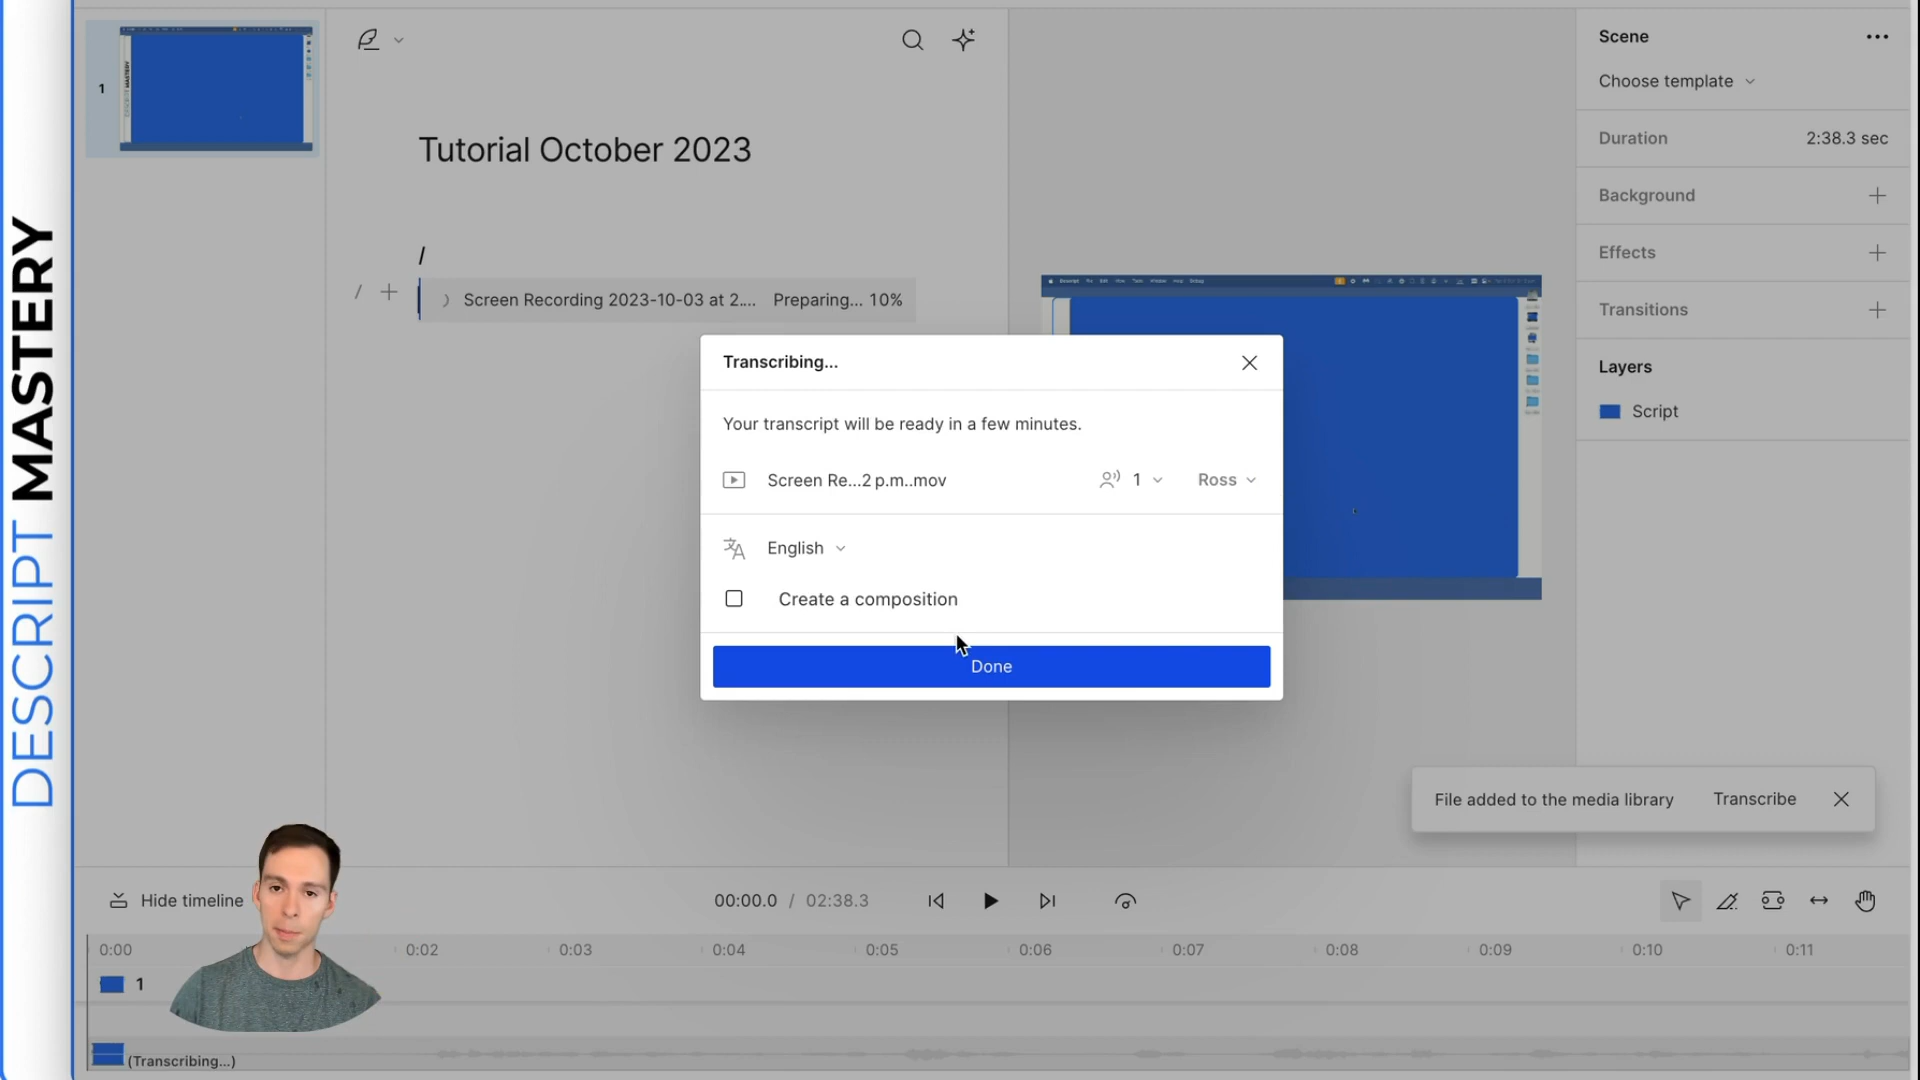 DESCRIPT MASTERY
1
Tutorial October 2023
/
/ + Screen Recording 2023-10-03 at 2.... Preparing... 10%
Scene
Choose template
Duration 2:38.3 sec
Background
Effects
Transitions
Layers
Script
Transcribing...
Your transcript will be ready in a few minutes.
Screen Re...2 p.m..mov 1 Ross
English
Create a composition
Done
File added to the media library Transcribe
Hide timeline
00:00.0 / 02:38.3
0:00 0:02 0:03 0:04 0:05 0:06 0:07 0:08 0:09 0:10 0:11
1
(Transcribing...)